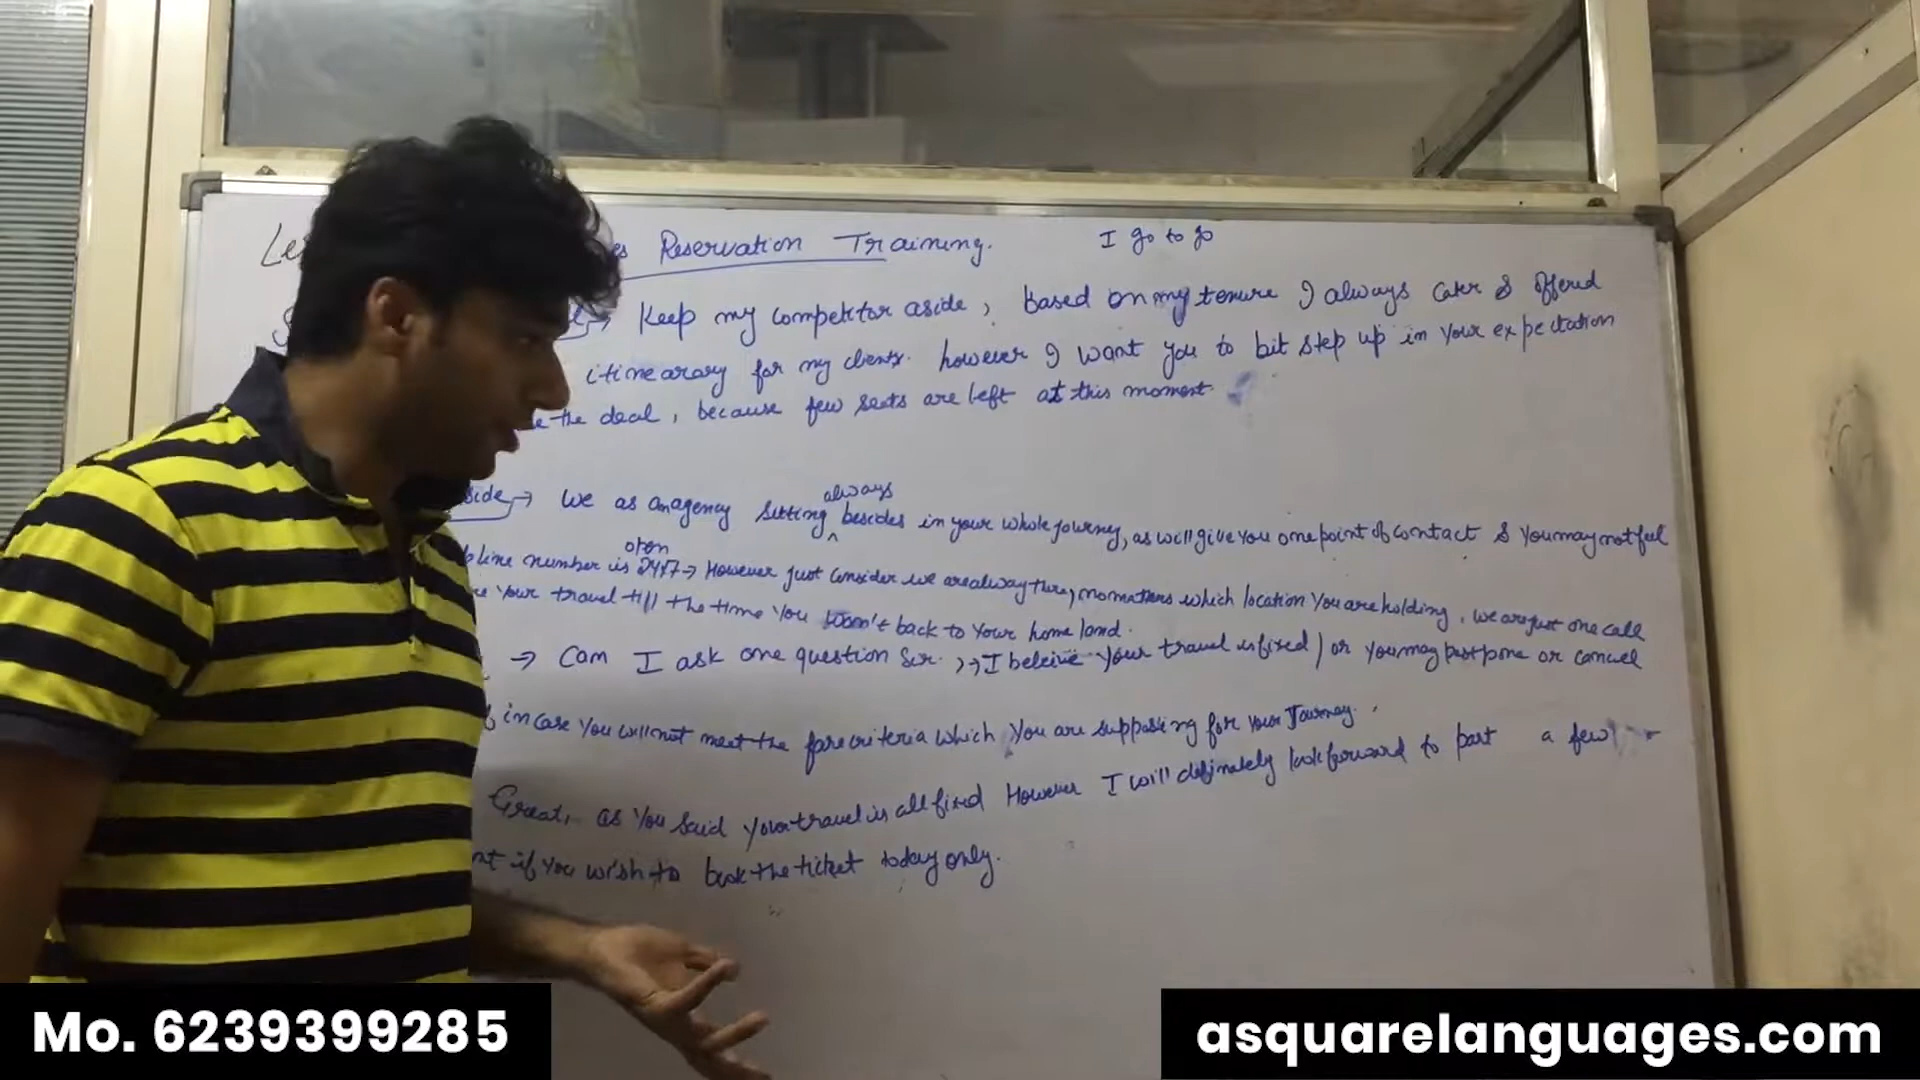 Reservation Training. I go to go
Keep my competitor aside, based on my tenure I always cater & offered
itinearary for my clients. however I want you to bit step up in your expectation
the deal, because few seats are left at this moment
side → We as an agency sitting always besides in your whole journey, as will give you one point of contact & you may not feel
line number is open 24x7 → However just consider we are alway there, no matters which location you are holding. we are just one call
your travel till the time you won't back to your home land.
→ Can I ask one question Sir. I beleive your travel is fixed / or you may postpone or cancel
in case you will not meet the fare criteria which you are supposing for your Journey.
Great, as you said your travel is all fixed However I will definately look forward to part a few
if you wish to book the ticket today only.
Mo. 6239399285
asquarelanguages.com